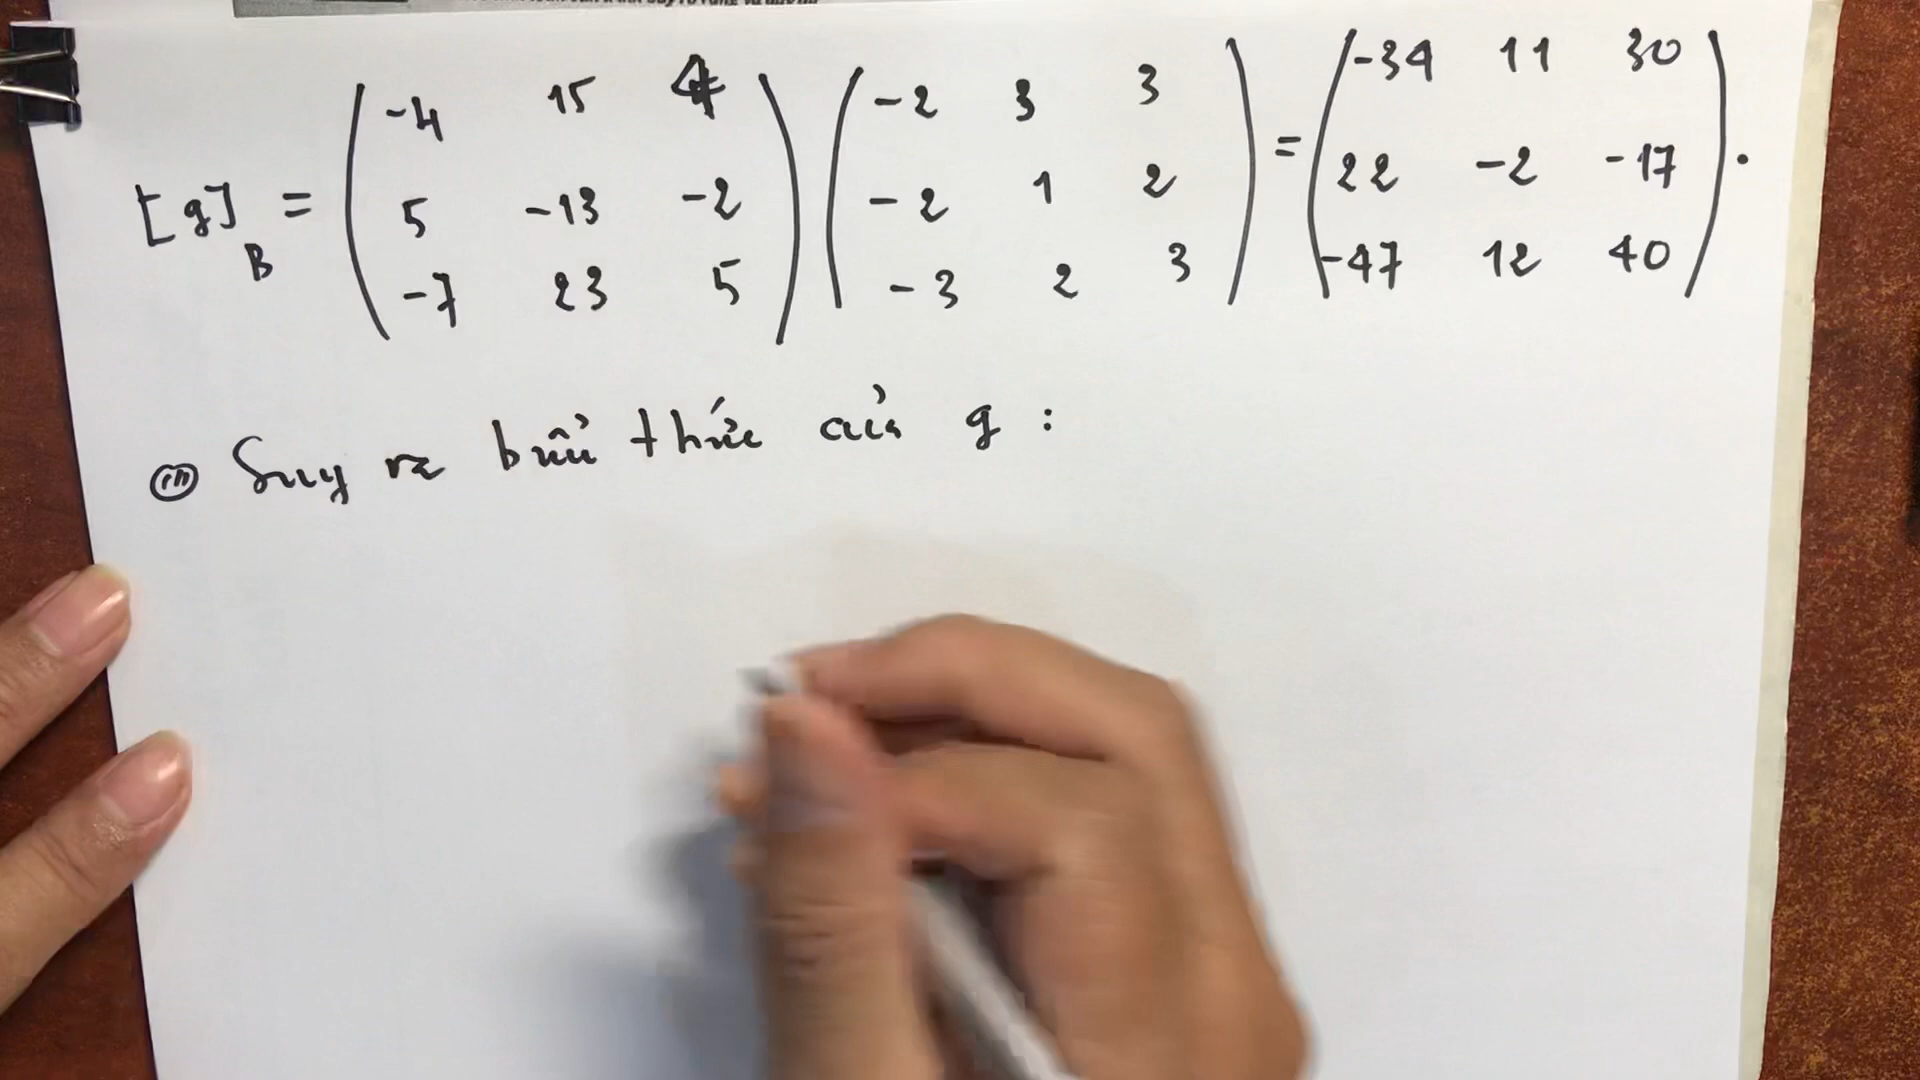 [g]_B = ( -4 15 4 ) ( -2 3 3 ) = ( -34 11 30 ) .
( 5 -13 -2 ) ( -2 1 2 ) ( 22 -2 -17 )
( -7 23 5 ) ( -3 2 3 ) ( -47 12 40 )
Suy ra biểu thức của g :